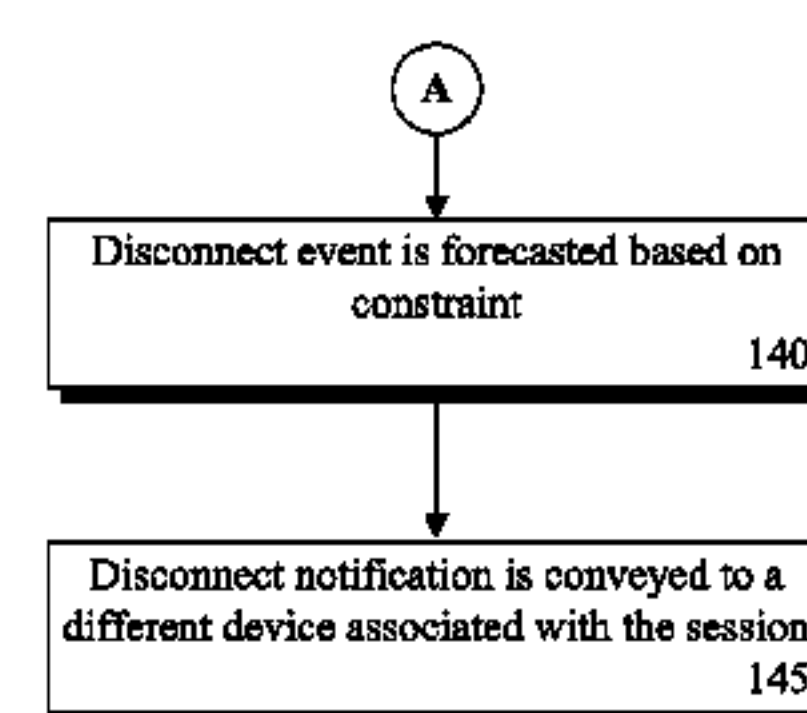 A
Disconnect event is forecasted based on
constraint
140
Disconnect notification is conveyed to a
different device associated with the session
145